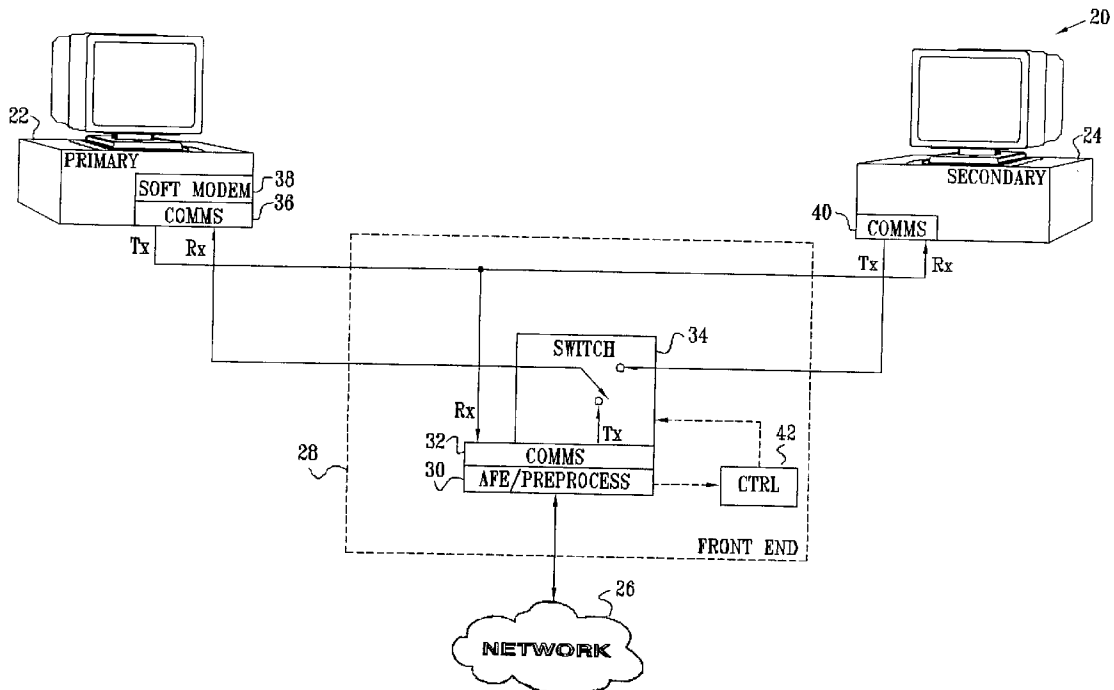 20
22
PRIMARY
SOFT MODEM
38
COMMS
36
Tx
Rx
24
SECONDARY
40
COMMS
Tx
Rx
34
SWITCH
Rx
Tx
32
COMMS
30
AFE/PREPROCESS
42
CTRL
28
FRONT END
26
NETWORK